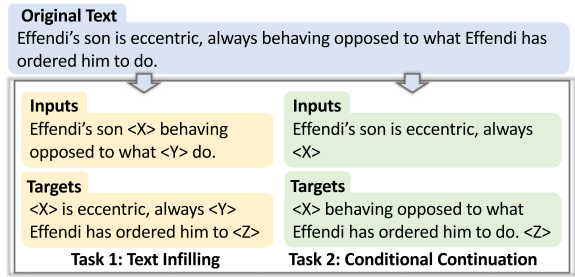 Original Text
Effendi’s son is eccentric, always behaving opposed to what Effendi has
ordered him to do.
Inputs
Effendi’s son <X> behaving
opposed to what <Y> do.
Targets
<X> is eccentric, always <Y>
Effendi has ordered him to <Z>
Task 1: Text Infilling
Inputs
Effendi’s son is eccentric, always
<X>
Targets
<X> behaving opposed to what
Effendi has ordered him to do. <Z>
Task 2: Conditional Continuation